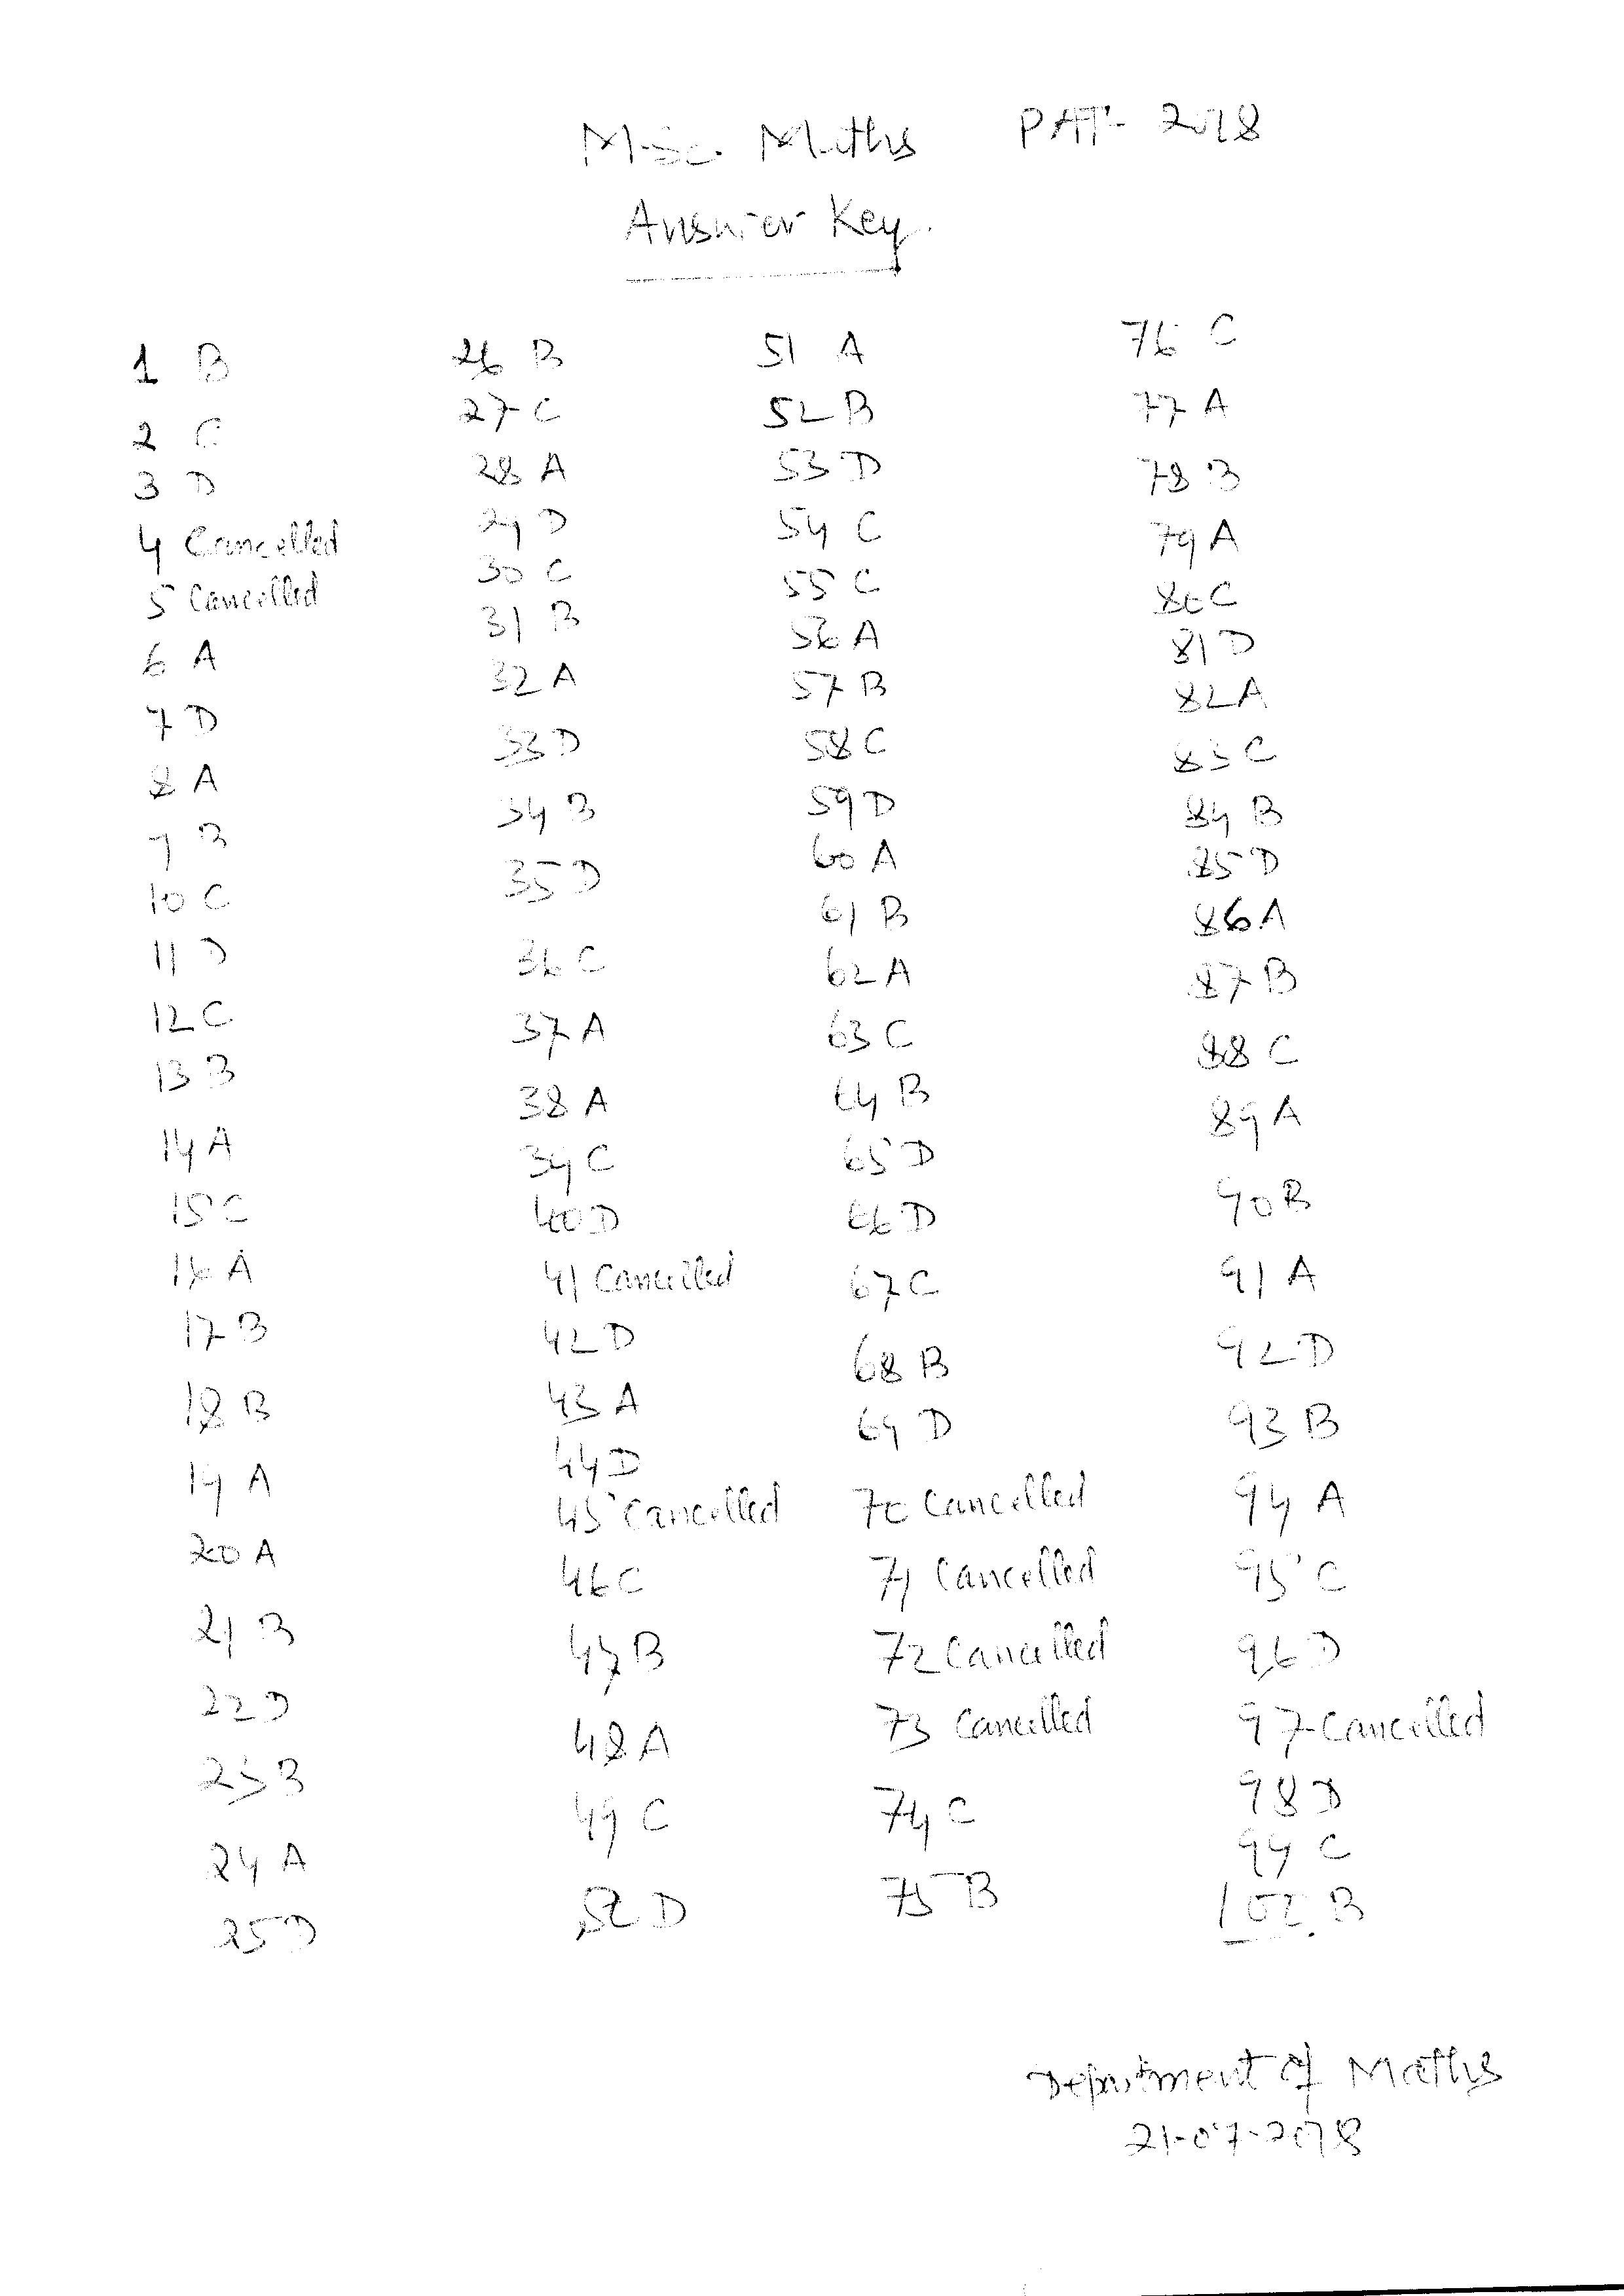 M.Sc. Maths PAT- 2018
Answer Key.
1 B
2 C
3 D
4 Cancelled
5 Cancelled
6 A
7 D
8 A
9 B
10 C
11 D
12 C
13 B
14 A
15 C
16 A
17 B
18 B
19 A
20 A
21 B
22 D
23 B
24 A
25 D
26 B
27 C
28 A
29 D
30 C
31 B
32 A
33 D
34 B
35 D
36 C
37 A
38 A
39 C
40 D
41 Cancelled
42 D
43 A
44 D
45 Cancelled
46 C
47 B
48 A
49 C
50 D
51 A
52 B
53 D
54 C
55 C
56 A
57 B
58 C
59 D
60 A
61 B
62 A
63 C
64 B
65 D
66 D
67 C
68 B
69 D
70 Cancelled
71 Cancelled
72 Cancelled
73 Cancelled
74 C
75 B
76 C
77 A
78 B
79 A
80 C
81 D
82 A
83 C
84 B
85 D
86 A
87 B
88 C
89 A
90 B
91 A
92 D
93 B
94 A
95 C
96 D
97 Cancelled
98 D
99 C
100. B
Department of Maths
21-07-2018